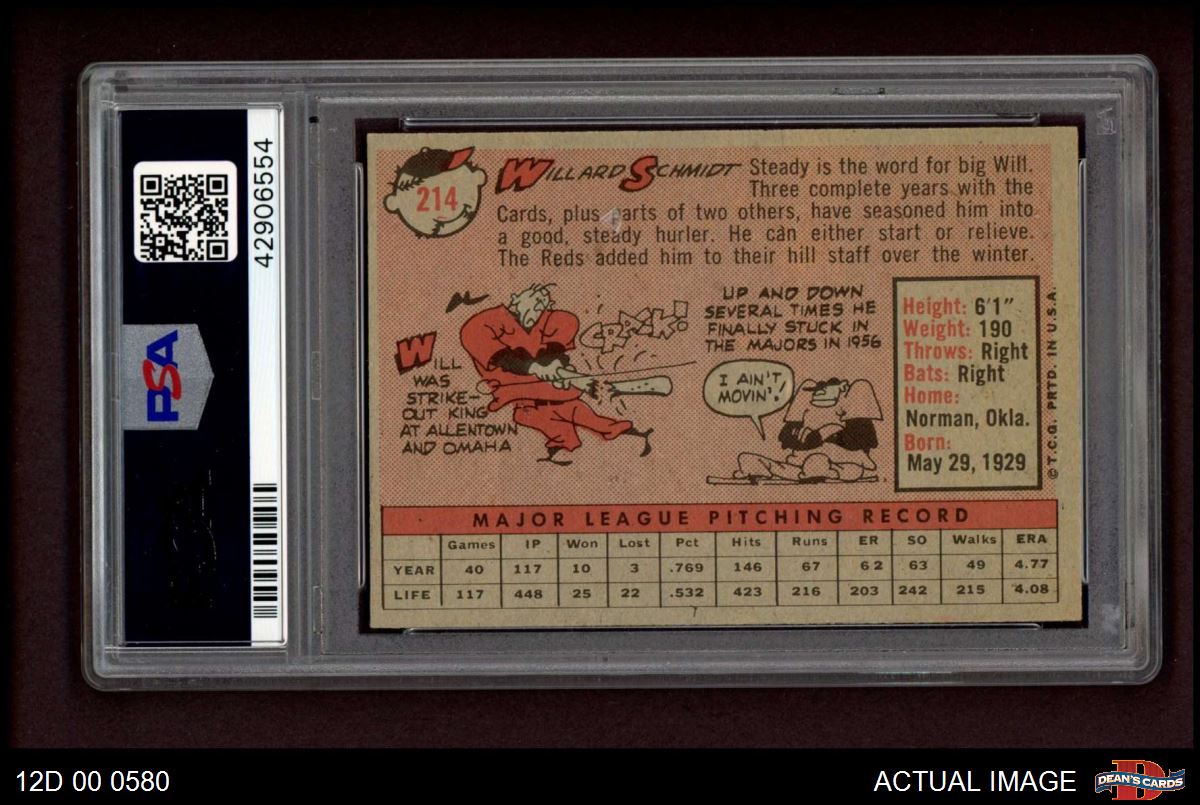 42906554
PSA
214
WILLARD SCHMIDT
Steady is the word for big Will.
Three complete years with the
Cards, plus parts of two others, have seasoned him into
a good, steady hurler. He can either start or relieve.
The Reds added him to their hill staff over the winter.
WILL
WAS
STRIKE-
OUT KING
AT ALLENTOWN
AND OMAHA
CRACK!
UP AND DOWN
SEVERAL TIMES HE
FINALLY STUCK IN
THE MAJORS IN 1956
I AIN'T
MOVIN'!
Height: 6'1"
Weight: 190
Throws: Right
Bats: Right
Home:
Norman, Okla.
Born:
May 29, 1929
© T.C.G. PRTD. IN U.S.A.
MAJOR LEAGUE PITCHING RECORD
Games IP Won Lost Pct Hits Runs ER SO Walks ERA
YEAR 40 117 10 3 .769 146 67 62 63 49 4.77
LIFE 117 448 25 22 .532 423 216 203 242 215 4.08
12D 00 0580
ACTUAL IMAGE
DEAN'S CARDS